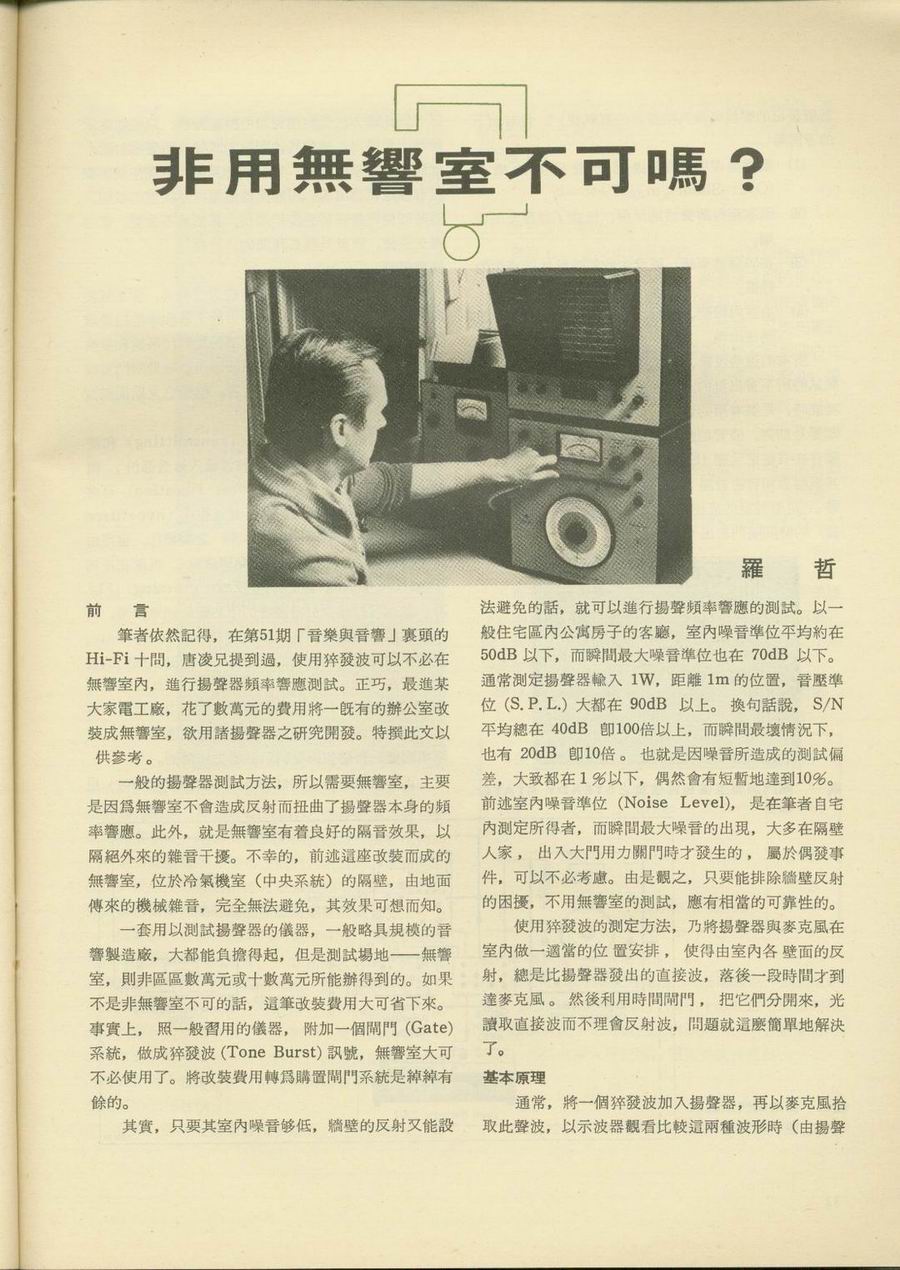 非用無響室不可嗎？
羅　哲
前　言
筆者依然記得，在第51期「音樂與音響」裏頭的
Hi-Fi 十問，唐凌兄提到過，使用猝發波可以不必在
無響室內，進行揚聲器頻率響應測試。正巧，最進某
大家電工廠，花了數萬元的費用將一旣有的辦公室改
裝成無響室，欲用諸揚聲器之硏究開發。特撰此文以
供參考。
一般的揚聲器測試方法，所以需要無響室，主要
是因爲無響室不會造成反射而扭曲了揚聲器本身的頻
率響應。此外，就是無響室有着良好的隔音效果，以
隔絕外來的雜音干擾。不幸的，前述這座改裝而成的
無響室，位於冷氣機室（中央系統）的隔壁，由地面
傳來的機械雜音，完全無法避免，其效果可想而知。
一套用以測試揚聲器的儀器，一般略具規模的音
響製造廠，大都能負擔得起，但是測試場地——無響
室，則非區區數萬元或十數萬元所能辦得到的。如果
不是非無響室不可的話，這筆改裝費用大可省下來。
事實上， 照一般習用的儀器， 附加一個閘門 (Gate)
系統，做成猝發波 (Tone Burst) 訊號，無響室大可
不必使用了。將改裝費用轉爲購置閘門系統是綽綽有
餘的。
其實，只要其室內噪音够低，牆壁的反射又能設
法避免的話，就可以進行揚聲頻率響應的測試。以一
般住宅區內公寓房子的客廳，室內噪音準位平均約在
50dB 以下，而瞬間最大噪音準位也在 70dB 以下。
通常測定揚聲器輸入 1W，距離 1m 的位置，音壓準
位 (S. P. L.) 大都在 90dB 以上。 換句話說， S/N
平均總在 40dB 卽100倍以上，而瞬間最壞情況下，
也有 20dB 卽10倍 。 也就是因噪音所造成的測試偏
差，大致都在 1 %以下，偶然會有短暫地達到10%。
前述室內噪音準位 (Noise Level)， 是在筆者自宅
內測定所得者，而瞬間最大噪音的出現，大多在隔壁
人家， 出入大門用力關門時才發生的， 屬於偶發事
件，可以不必考慮。由是觀之，只要能排除牆壁反射
的困擾，不用無響室的測試，應有相當的可靠性的。
使用猝發波的測定方法，乃將揚聲器與麥克風在
室內做一適當的位 置安排， 使得由室內各 壁面的反
射，總是比揚聲器發出的直接波，落後一段時間才到
達麥克風。 然後利用時間閘門， 把它們分開來，光
讀取直接波而不理會反射波，問題就這麼簡單地解決
了。
基本原理
通常，將一個猝發波加入揚聲器，再以麥克風拾
取此聲波，以示波器觀看比較這兩種波形時（由揚聲